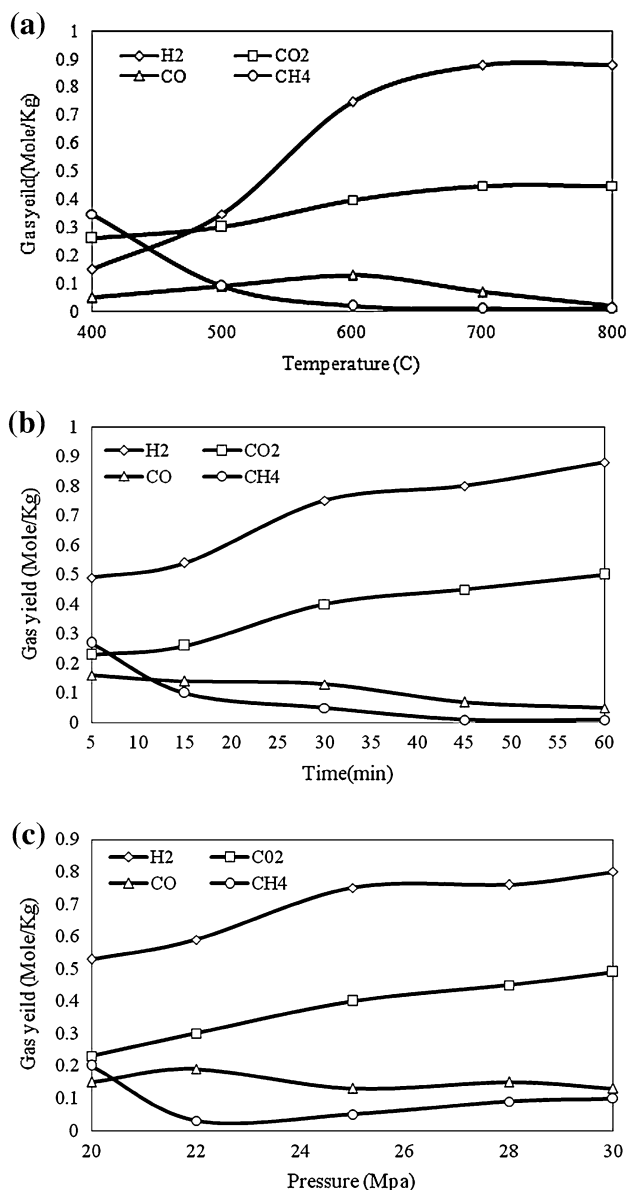 (a)
H2 CO2
CO CH4
1
0.9
0.8
0.7
0.6
0.5
0.4
0.3
0.2
0.1
0
Gasyeild(Mole/Kg)
400 500 600 700 800
Temperature (C)
(b)
H2 CO2
CO CH4
1
0.9
0.8
0.7
0.6
0.5
0.4
0.3
0.2
0.1
0
Gas yield (Mole/Kg)
5 10 15 20 25 30 35 40 45 50 55 60
Time(min)
(c)
H2 C02
CO CH4
0.9
0.8
0.7
0.6
0.5
0.4
0.3
0.2
0.1
0
Gas yeild (Mole/Kg)
20 22 24 26 28 30
Pressure (Mpa)